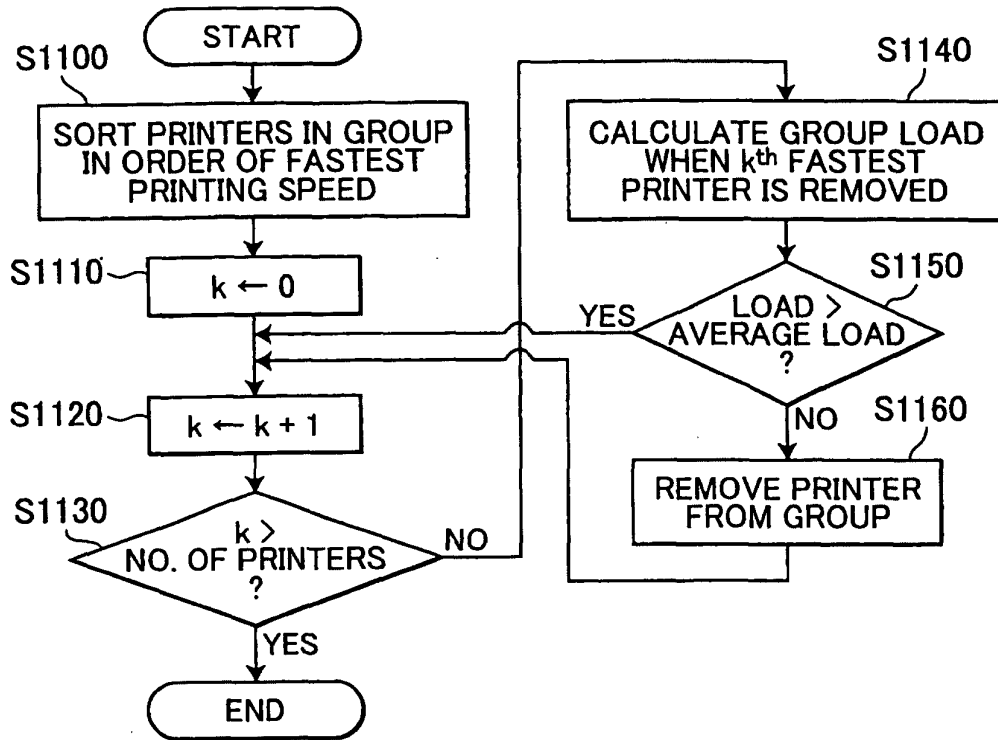 START
S1100
SORT PRINTERS IN GROUP
IN ORDER OF FASTEST
PRINTING SPEED
S1110
k ← 0
S1120
k ← k + 1
S1130
k >
NO. OF PRINTERS
?
NO
YES
END
S1140
CALCULATE GROUP LOAD
WHEN kth FASTEST
PRINTER IS REMOVED
S1150
LOAD >
AVERAGE LOAD
?
YES
NO
S1160
REMOVE PRINTER
FROM GROUP